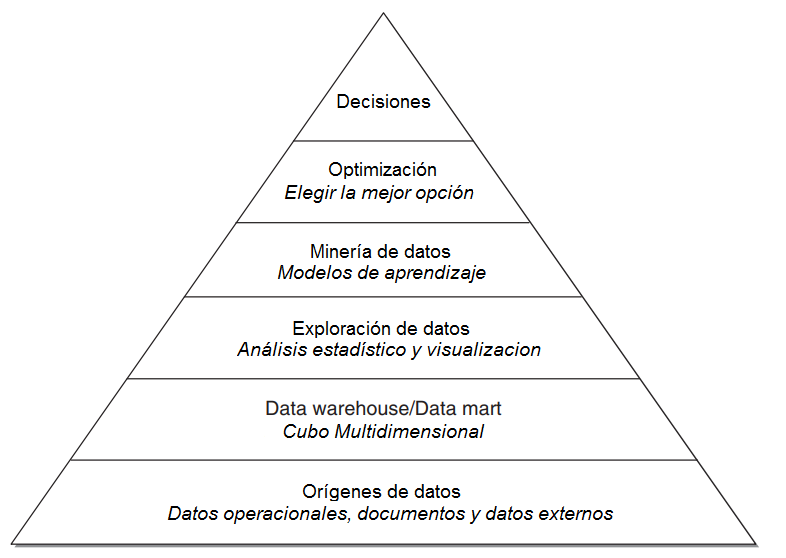 Decisiones
Optimización
Elegir la mejor opción
Minería de datos
Modelos de aprendizaje
Exploración de datos
Análisis estadístico y visualizacion
Data warehouse/Data mart
Cubo Multidimensional
Orígenes de datos
Datos operacionales, documentos y datos externos